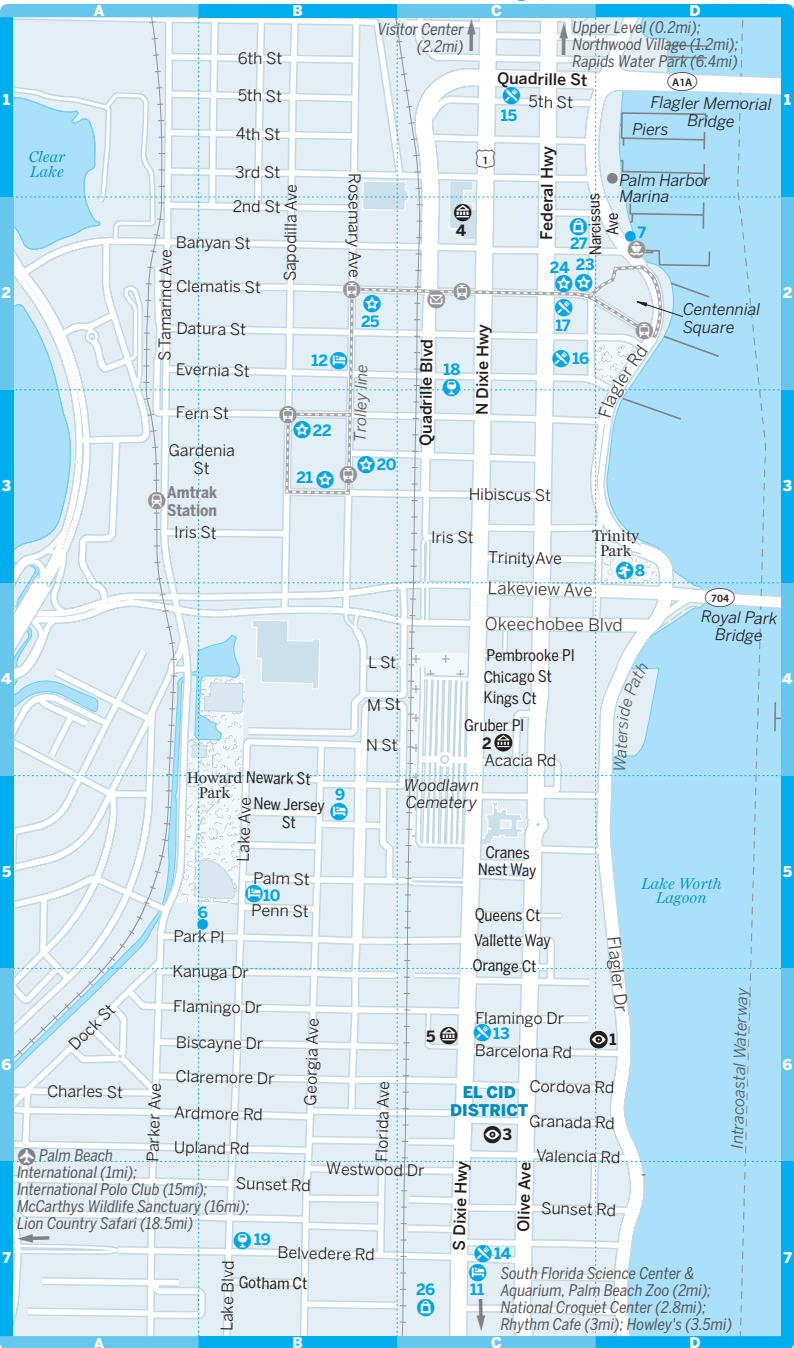 A B C D
Visitor Center
(2.2mi)
Upper Level (0.2mi);
Northwood Village (1.2mi);
Rapids Water Park (6.4mi)
6th St
Quadrille St
A1A
1 1
5th St
5th St
15
Flagler Memorial
Bridge
4th St
Piers
Clear
Lake
1
3rd St
Federal Hwy
Palm Harbor
Marina
Rosemary Ave
2nd St
Sapodilla Ave
4
Narcissus
Ave
27
7
Banyan St
S Tamarind Ave
24 23
Clematis St
2 2
25
17
Centennial
Square
Datura St
12
18
16
Evernia St
Quadrille Blvd
N Dixie Hwy
Trolley line
Flagler Rd
Fern St
22
Gardenia
St
20
21
3 3
Amtrak
Station
Hibiscus St
Iris St
Iris St
Trinity
Park
TrinityAve
8
Lakeview Ave
704
Okeechobee Blvd
Royal Park
Bridge
L St
Pembrooke Pl
Chicago St
4 4
M St
Kings Ct
Waterside Path
Gruber Pl
N St
2
Acacia Rd
Howard
Park
Newark St
Woodlawn
Cemetery
9
New Jersey
St
Lake Ave
Cranes
Nest Way
5 5
Palm St
Lake Worth
Lagoon
10
Penn St
6
Queens Ct
Park Pl
Vallette Way
Flagler Dr
Orange Ct
Kanuga Dr
Flamingo Dr
Flamingo Dr
Dock St
5
13
1
Biscayne Dr
Barcelona Rd
Georgia Ave
Intracoastal Waterway
6 6
Claremore Dr
Charles St
Cordova Rd
EL CID
DISTRICT
Parker Ave
Florida Ave
Ardmore Rd
Granada Rd
3
Upland Rd
Palm Beach
International (1mi);
International Polo Club (15mi);
McCarthys Wildlife Sanctuary (16mi);
Lion Country Safari (18.5mi)
Valencia Rd
Westwood Dr
Sunset Rd
S Dixie Hwy
Olive Ave
Sunset Rd
19
7 7
Belvedere Rd
14
Lake Blvd
Gotham Ct
26
11
South Florida Science Center &
Aquarium, Palm Beach Zoo (2mi);
National Croquet Center (2.8mi);
Rhythm Cafe (3mi); Howley's (3.5mi)
A B C D